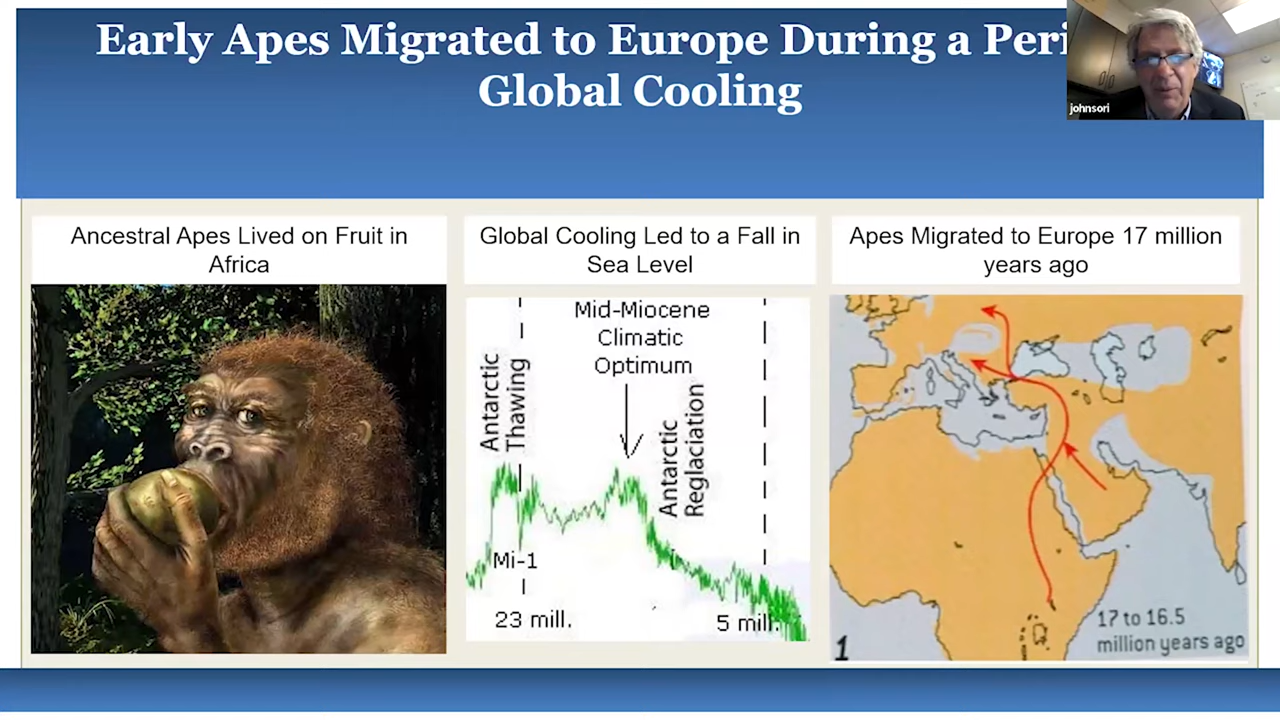 Early Apes Migrated to Europe During a Peri
Global Cooling
johnsori
Ancestral Apes Lived on Fruit in
Africa
Global Cooling Led to a Fall in
Sea Level
Apes Migrated to Europe 17 million
years ago
Mid-Miocene
Climatic
Optimum
Antarctic
Thawing
Antarctic
Reglaciation
Mi-1
23 mill.
5 mill.
17 to 16.5
million years ago
1